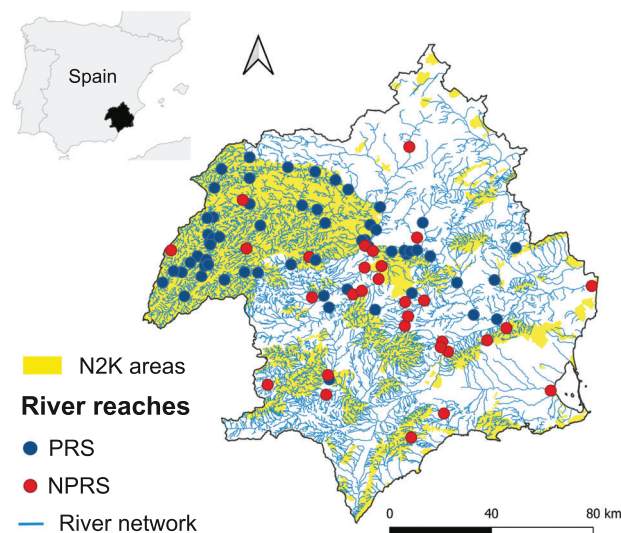 Spain
N2K areas
River reaches
PRS
NPRS
River network
0 40 80 km